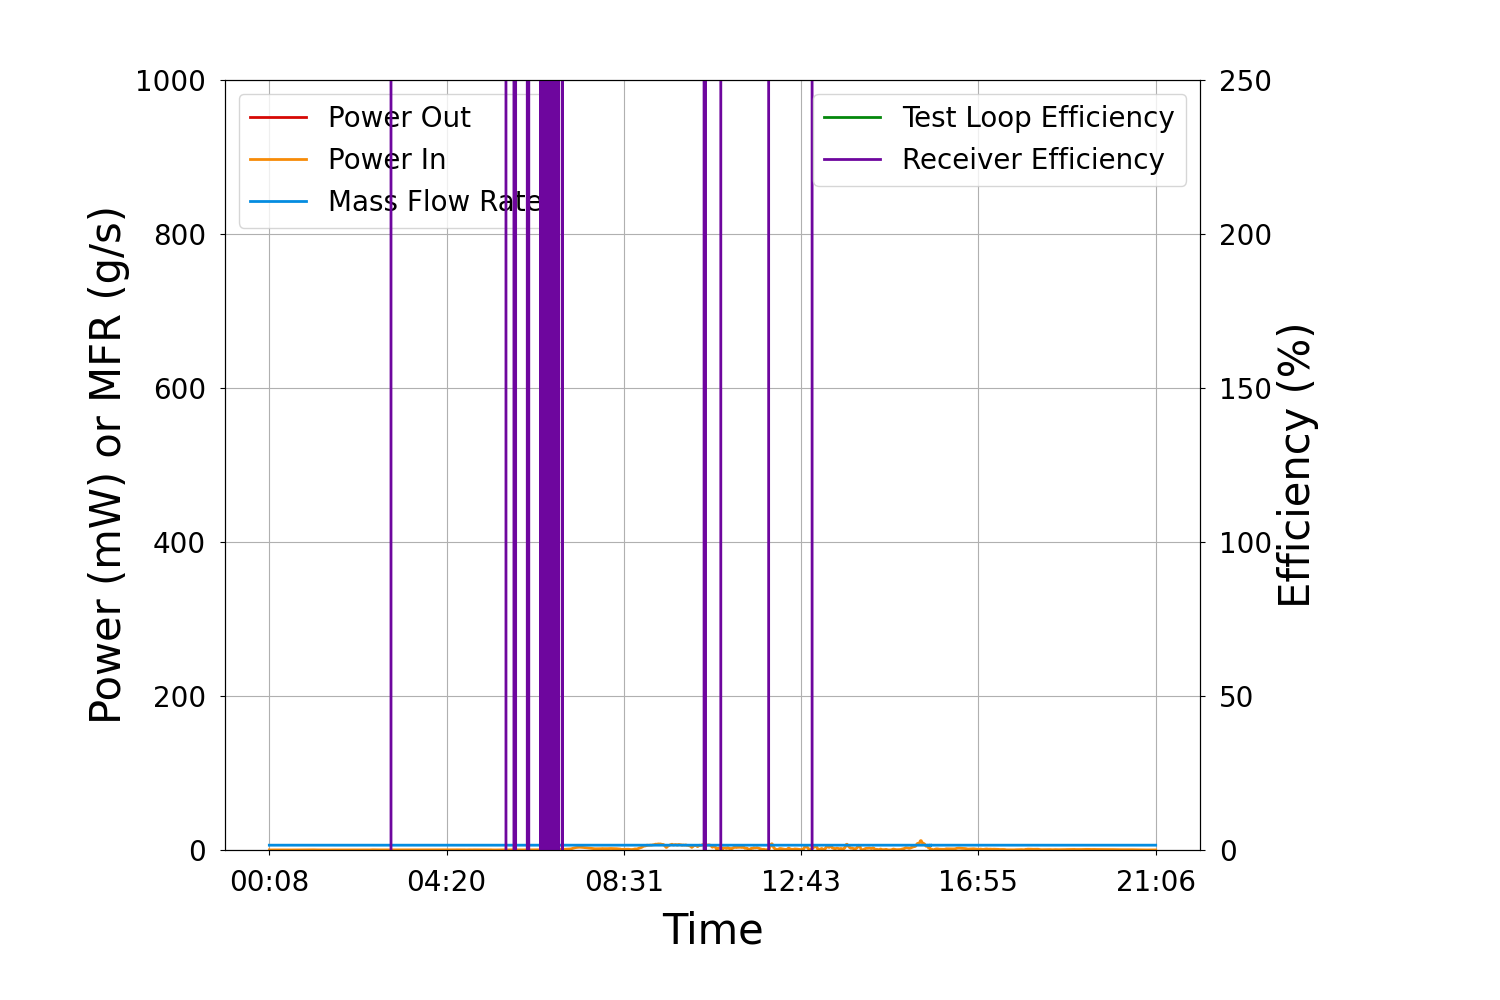 1000
800
600
400
200
0
Power (mW) or MFR (g/s)
Power Out
Power In
Mass Flow Rate
Test Loop Efficiency
Receiver Efficiency
250
200
150
100
50
0
Efficiency (%)
00:08 04:20 08:31 12:43 16:55 21:06
Time